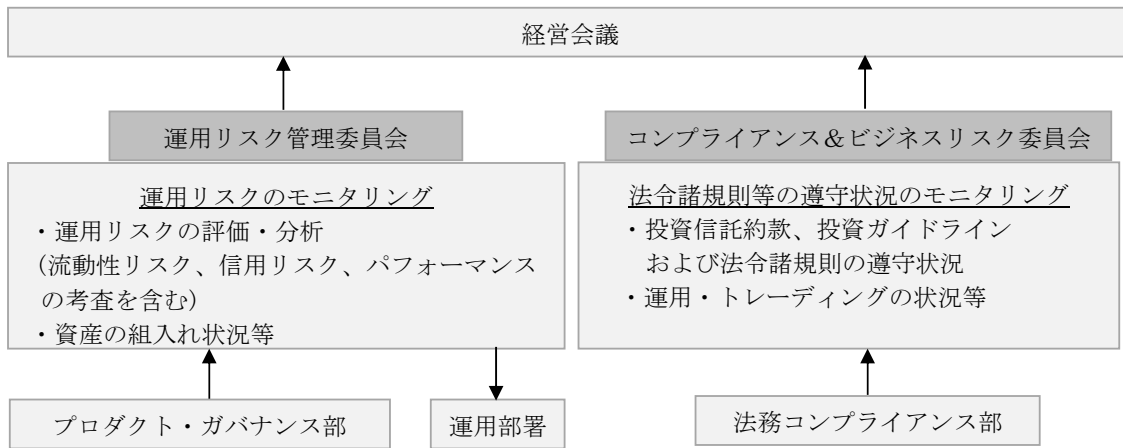 経営会議
運用リスク管理委員会
運用リスクのモニタリング
・運用リスクの評価・分析
(流動性リスク、信用リスク、パフォーマンス
の考査を含む)
・資産の組入れ状況等
プロダクト・ガバナンス部
運用部署
コンプライアンス&ビジネスリスク委員会
法令諸規則等の遵守状況のモニタリング
・投資信託約款、投資ガイドライン
および法令諸規則の遵守状況
・運用・トレーディングの状況等
法務コンプライアンス部